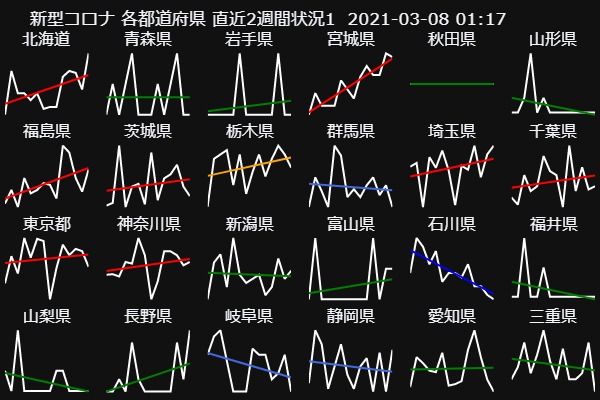 新型コロナ 各都道府県 直近2週間状況1 2021-03-08 01:17
北海道 青森県 岩手県 宮城県 秋田県 山形県
福島県 茨城県 栃木県 群馬県 埼玉県 千葉県
東京都 神奈川県 新潟県 富山県 石川県 福井県
山梨県 長野県 岐阜県 静岡県 愛知県 三重県